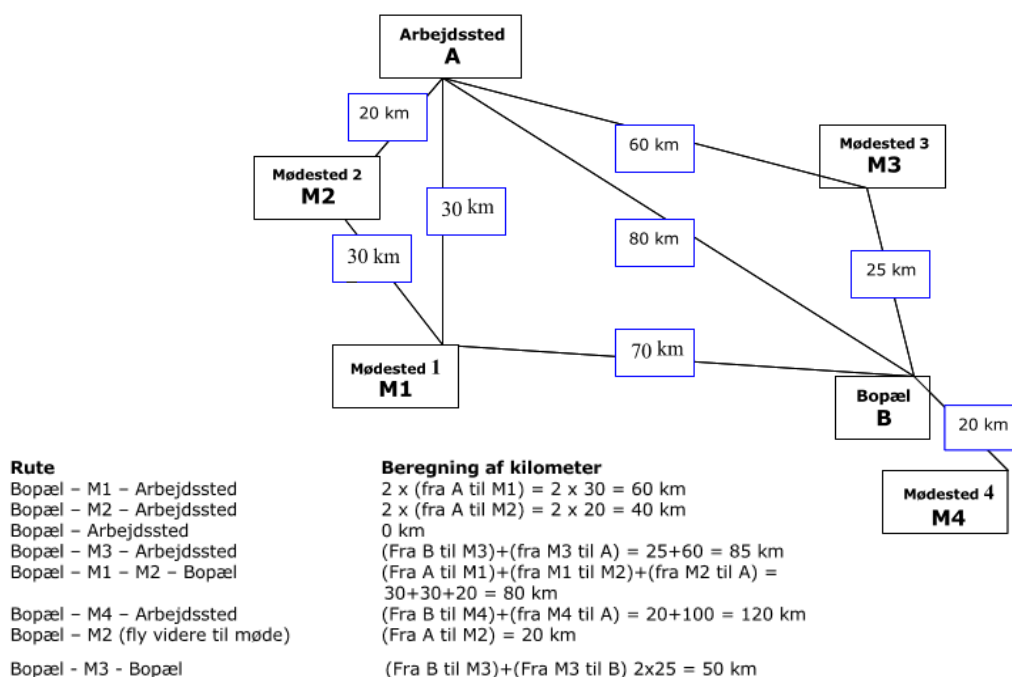 Arbejdssted
A
20 km
60 km
Mødested 3
M3
Mødested 2
M2
30 km
80 km
30 km
25 km
70 km
Mødested 1
M1
Bopæl
B
20 km
Mødested 4
M4
Rute Beregning af kilometer
Bopæl – M1 – Arbejdssted 2 x (fra A til M1) = 2 x 30 = 60 km
Bopæl – M2 – Arbejdssted 2 x (fra A til M2) = 2 x 20 = 40 km
Bopæl – Arbejdssted 0 km
Bopæl – M3 – Arbejdssted (Fra B til M3)+(fra M3 til A) = 25+60 = 85 km
Bopæl – M1 – M2 – Bopæl (Fra A til M1)+(fra M1 til M2)+(fra M2 til A) =
30+30+20 = 80 km
Bopæl – M4 – Arbejdssted (Fra B til M4)+(fra M4 til A) = 20+100 = 120 km
Bopæl – M2 (fly videre til møde) (Fra A til M2) = 20 km
Bopæl - M3 - Bopæl (Fra B til M3)+(Fra M3 til B) 2x25 = 50 km